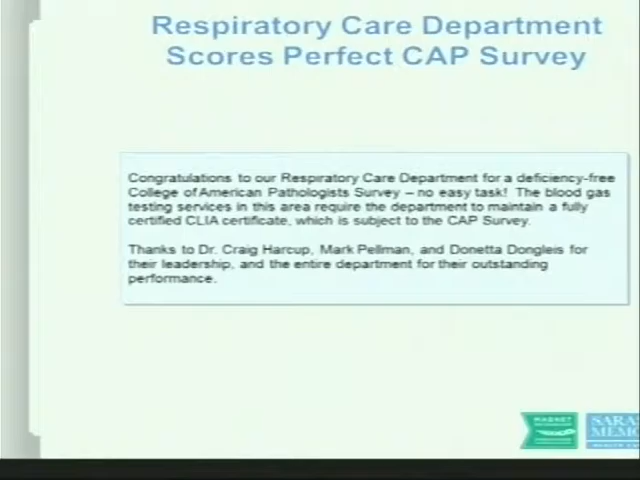 Respiratory Care Department
Scores Perfect CAP Survey
Congratulations to our Respiratory Care Department for a deficiency-free
College of American Pathologists Survey – no easy task! The blood gas
testing services in this area require the department to maintain a fully
certified CLIA certificate, which is subject to the CAP Survey.
Thanks to Dr. Craig Harcup, Mark Pellman, and Donetta Dongleis for
their leadership, and the entire department for their outstanding
performance.
MAGNET
SARA
MEMO